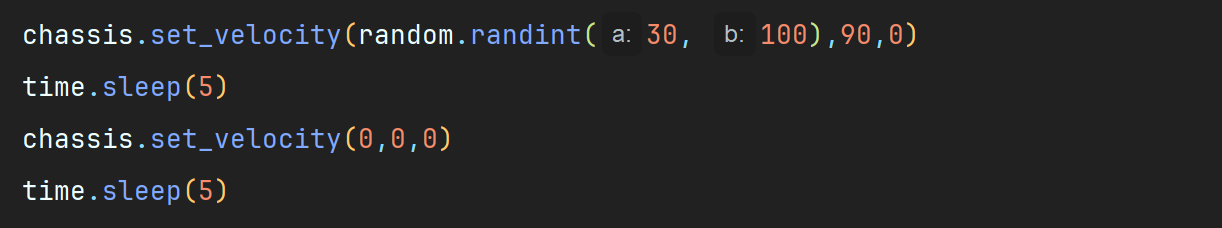 chassis.set_velocity(random.randint( a: 30, b: 100),90,0)
time.sleep(5)
chassis.set_velocity(0,0,0)
time.sleep(5)